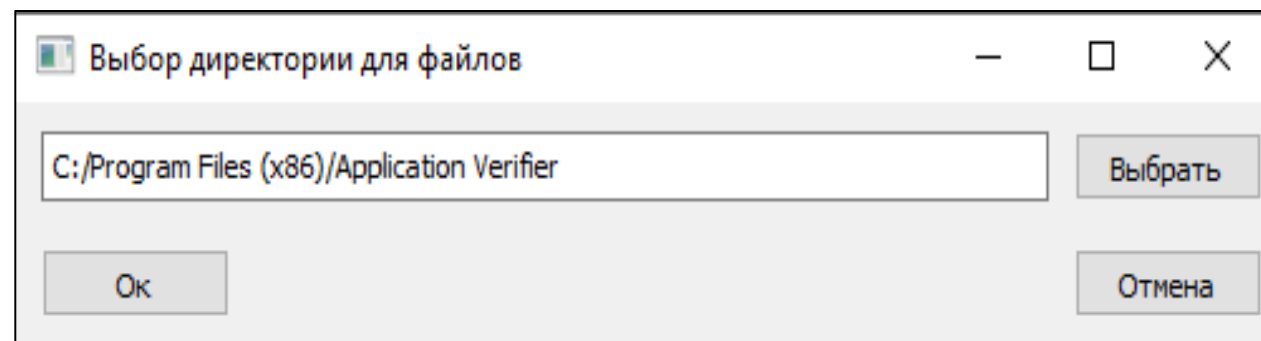 Выбор директории для файлов
C:/Program Files (x86)/Application Verifier
Выбрать
Ок
Отмена